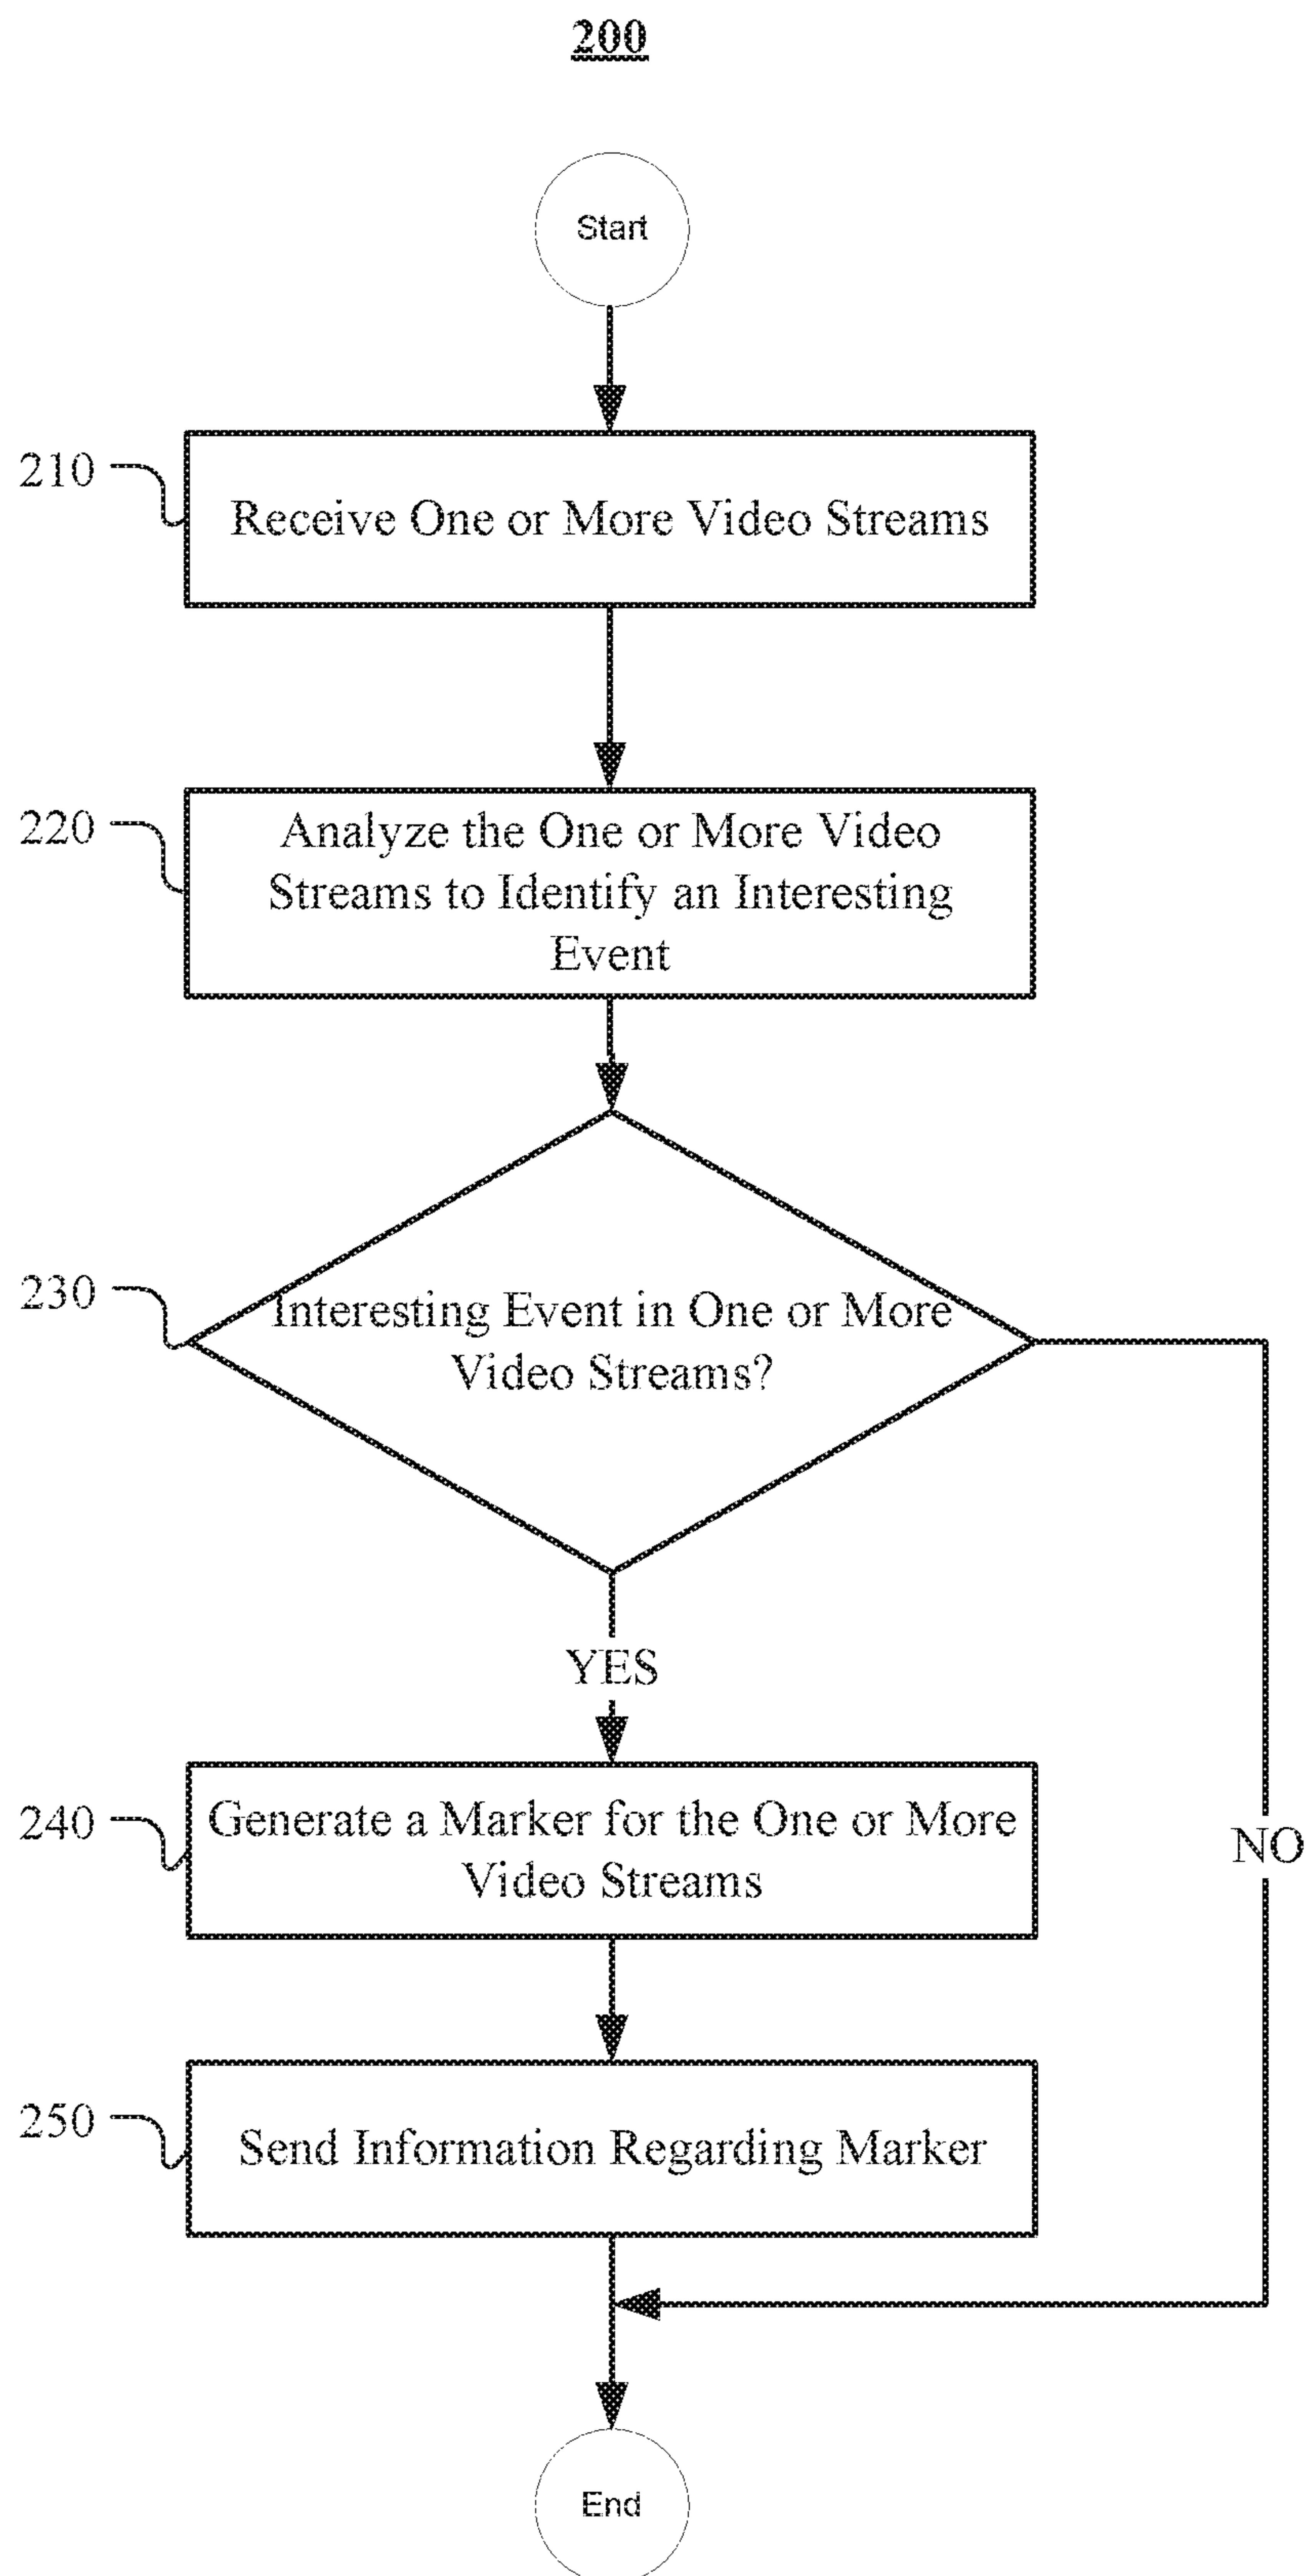 200
Start
210
Receive One or More Video Streams
220
Analyze the One or More Video
Streams to Identify an Interesting
Event
230
Interesting Event in One or More
Video Streams?
YES
240
Generate a Marker for the One or More
Video Streams
NO
250
Send Information Regarding Marker
End